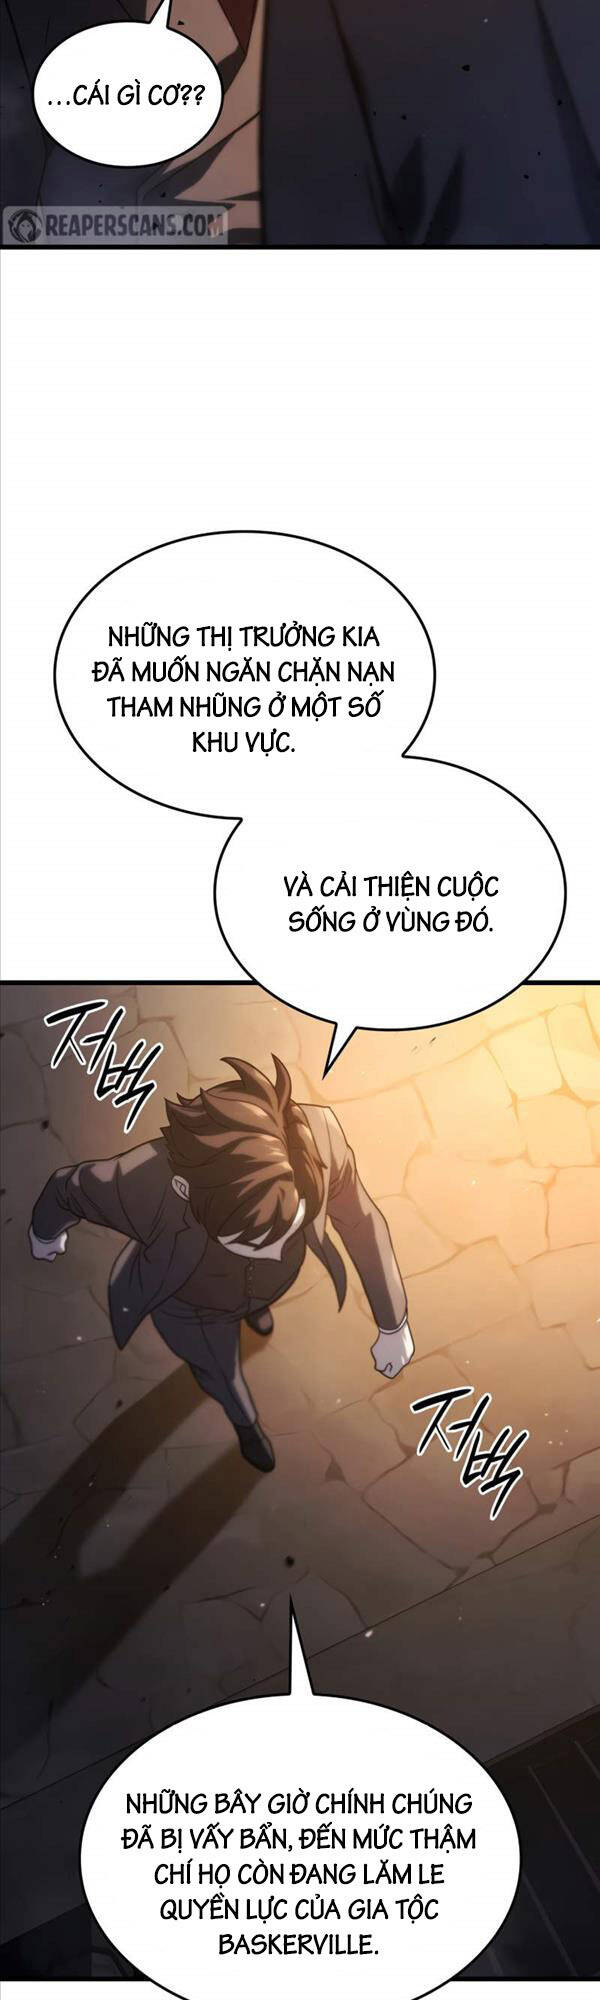 ...CÁI GÌ CƠ??
REAPERSCANS.COM
NHỮNG THỊ TRƯỞNG KIA
ĐÃ MUỐN NGĂN CHẶN NẠN
THAM NHŨNG Ở MỘT SỐ
KHU VỰC.
VÀ CẢI THIỆN CUỘC
SỐNG Ở VÙNG ĐÓ.
저벅
저벅
NHỮNG BÂY GIỜ CHÍNH CHÚNG
ĐÃ BỊ VẤY BẨN, ĐẾN MỨC THẬM
CHÍ HỌ CÒN ĐANG LĂM LE
QUYỀN LỰC CỦA GIA TỘC
BASKERVILLE.